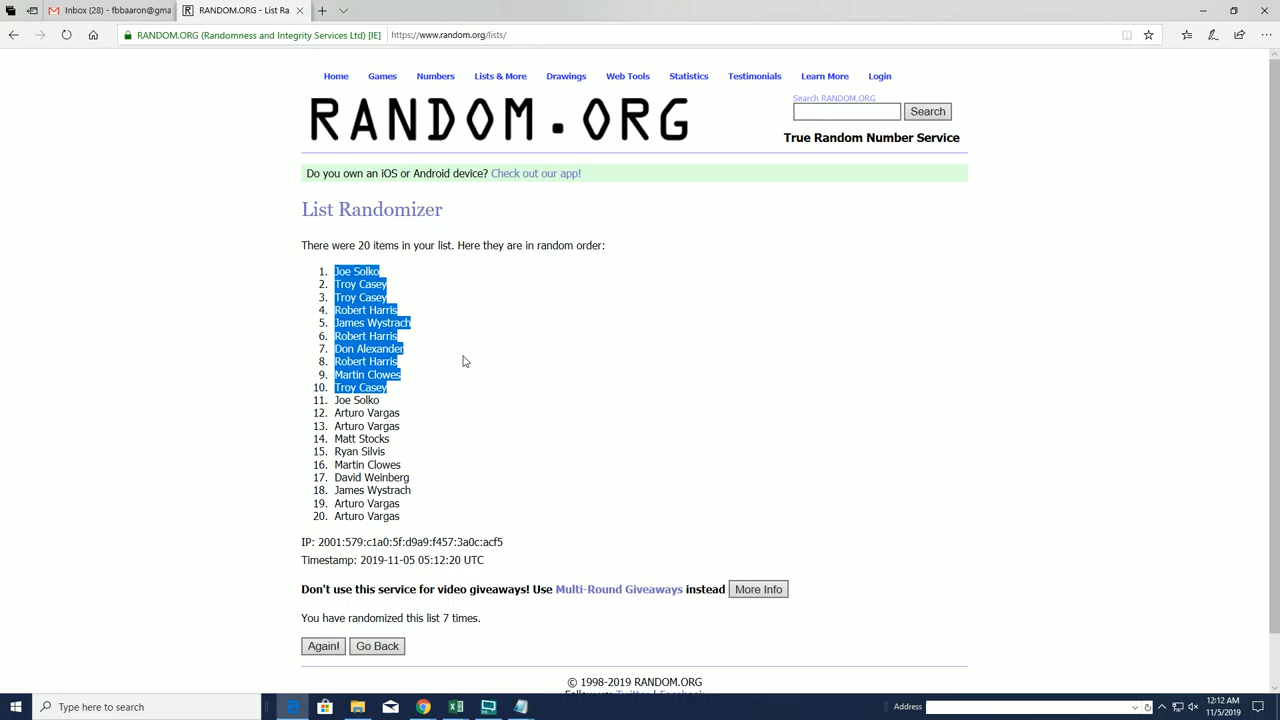 Inbox (28) - fbbaaron@gma
RANDOM.ORG - List Ra
RANDOM.ORG (Randomness and Integrity Services Ltd) [IE]
https://www.random.org/lists/
Home Games Numbers Lists & More Drawings Web Tools Statistics Testimonials Learn More Login
RANDOM.ORG
Search RANDOM.ORG
Search
True Random Number Service
Do you own an iOS or Android device? Check out our app!
List Randomizer
There were 20 items in your list. Here they are in random order:
1. Joe Solko
2. Troy Casey
3. Troy Casey
4. Robert Harris
5. James Wystrach
6. Robert Harris
7. Don Alexander
8. Robert Harris
9. Martin Clowes
10. Troy Casey
11. Joe Solko
12. Arturo Vargas
13. Arturo Vargas
14. Matt Stocks
15. Ryan Silvis
16. Martin Clowes
17. David Weinberg
18. James Wystrach
19. Arturo Vargas
20. Arturo Vargas
IP: 2001:579:c1a0:5f:d9a9:f457:3a0c:acf5
Timestamp: 2019-11-05 05:12:20 UTC
Don't use this service for video giveaways! Use Multi-Round Giveaways instead More Info
You have randomized this list 7 times.
Again! Go Back
© 1998-2019 RANDOM.ORG
Follow us: Twitter | Facebook
Type here to search
Address
12:12 AM
11/5/2019